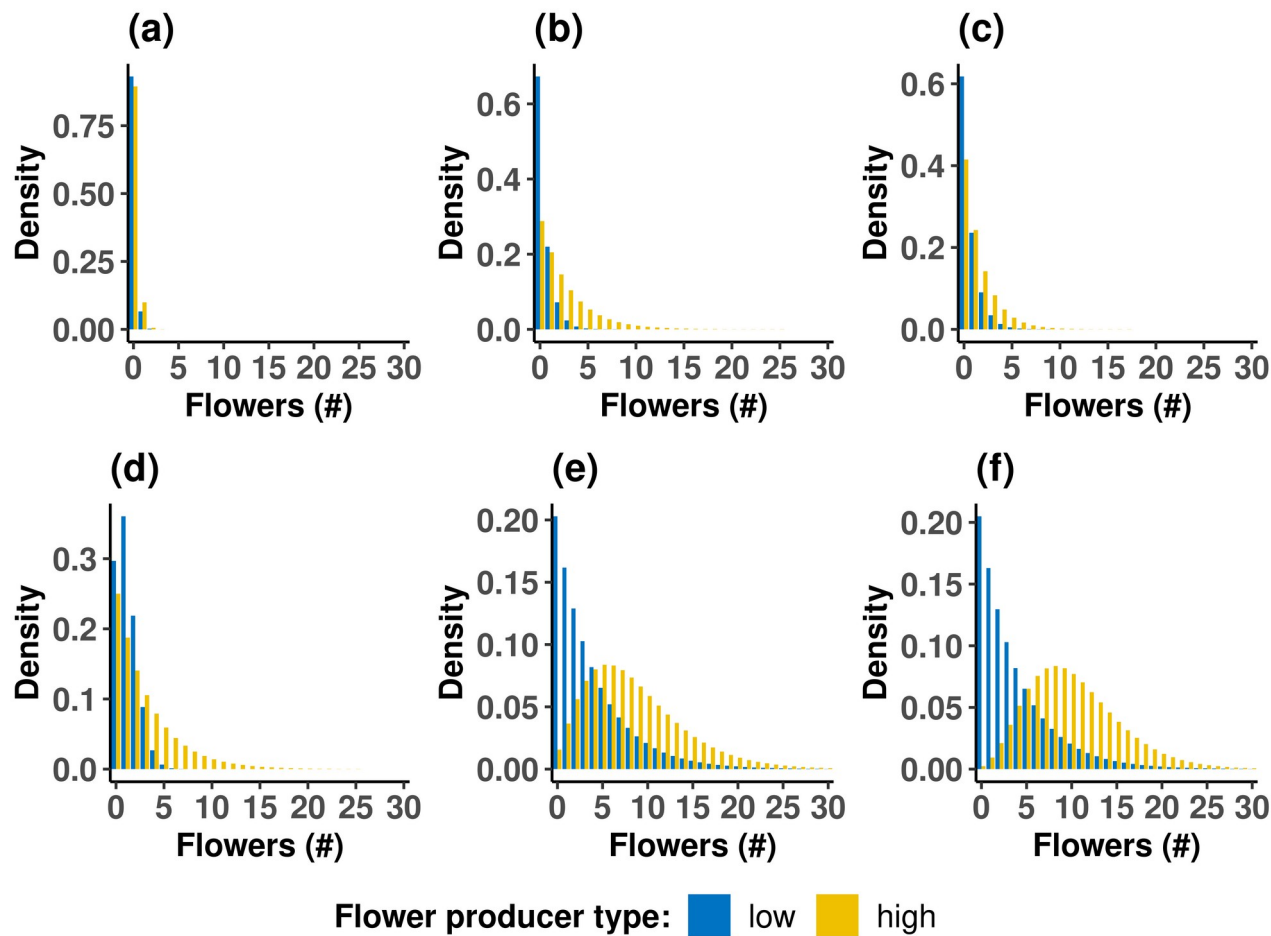 (a)
0.75
0.50
0.25
0.00
Density
0 5 10 15 20 25 30
Flowers (#)
(b)
0.6
0.4
0.2
0.0
Density
0 5 10 15 20 25 30
Flowers (#)
(c)
0.6
0.4
0.2
0.0
Density
0 5 10 15 20 25 30
Flowers (#)
(d)
0.3
0.2
0.1
0.0
Density
0 5 10 15 20 25 30
Flowers (#)
(e)
0.20
0.15
0.10
0.05
0.00
Density
0 5 10 15 20 25 30
Flowers (#)
(f)
0.20
0.15
0.10
0.05
0.00
Density
0 5 10 15 20 25 30
Flowers (#)
Flower producer type: low high